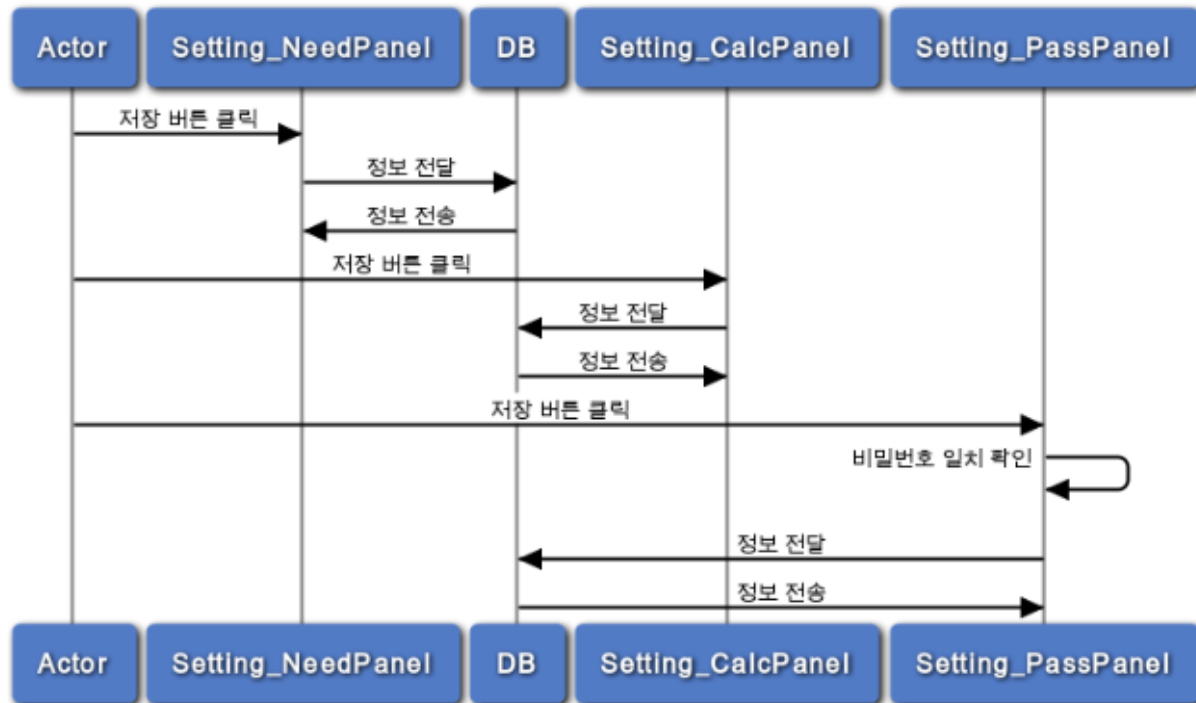 Actor
Setting_NeedPanel
DB
Setting_CalcPanel
Setting_PassPanel
저장 버튼 클릭
정보 전달
정보 전송
저장 버튼 클릭
정보 전달
정보 전송
저장 버튼 클릭
비밀번호 일치 확인
정보 전달
정보 전송
Actor
Setting_NeedPanel
DB
Setting_CalcPanel
Setting_PassPanel